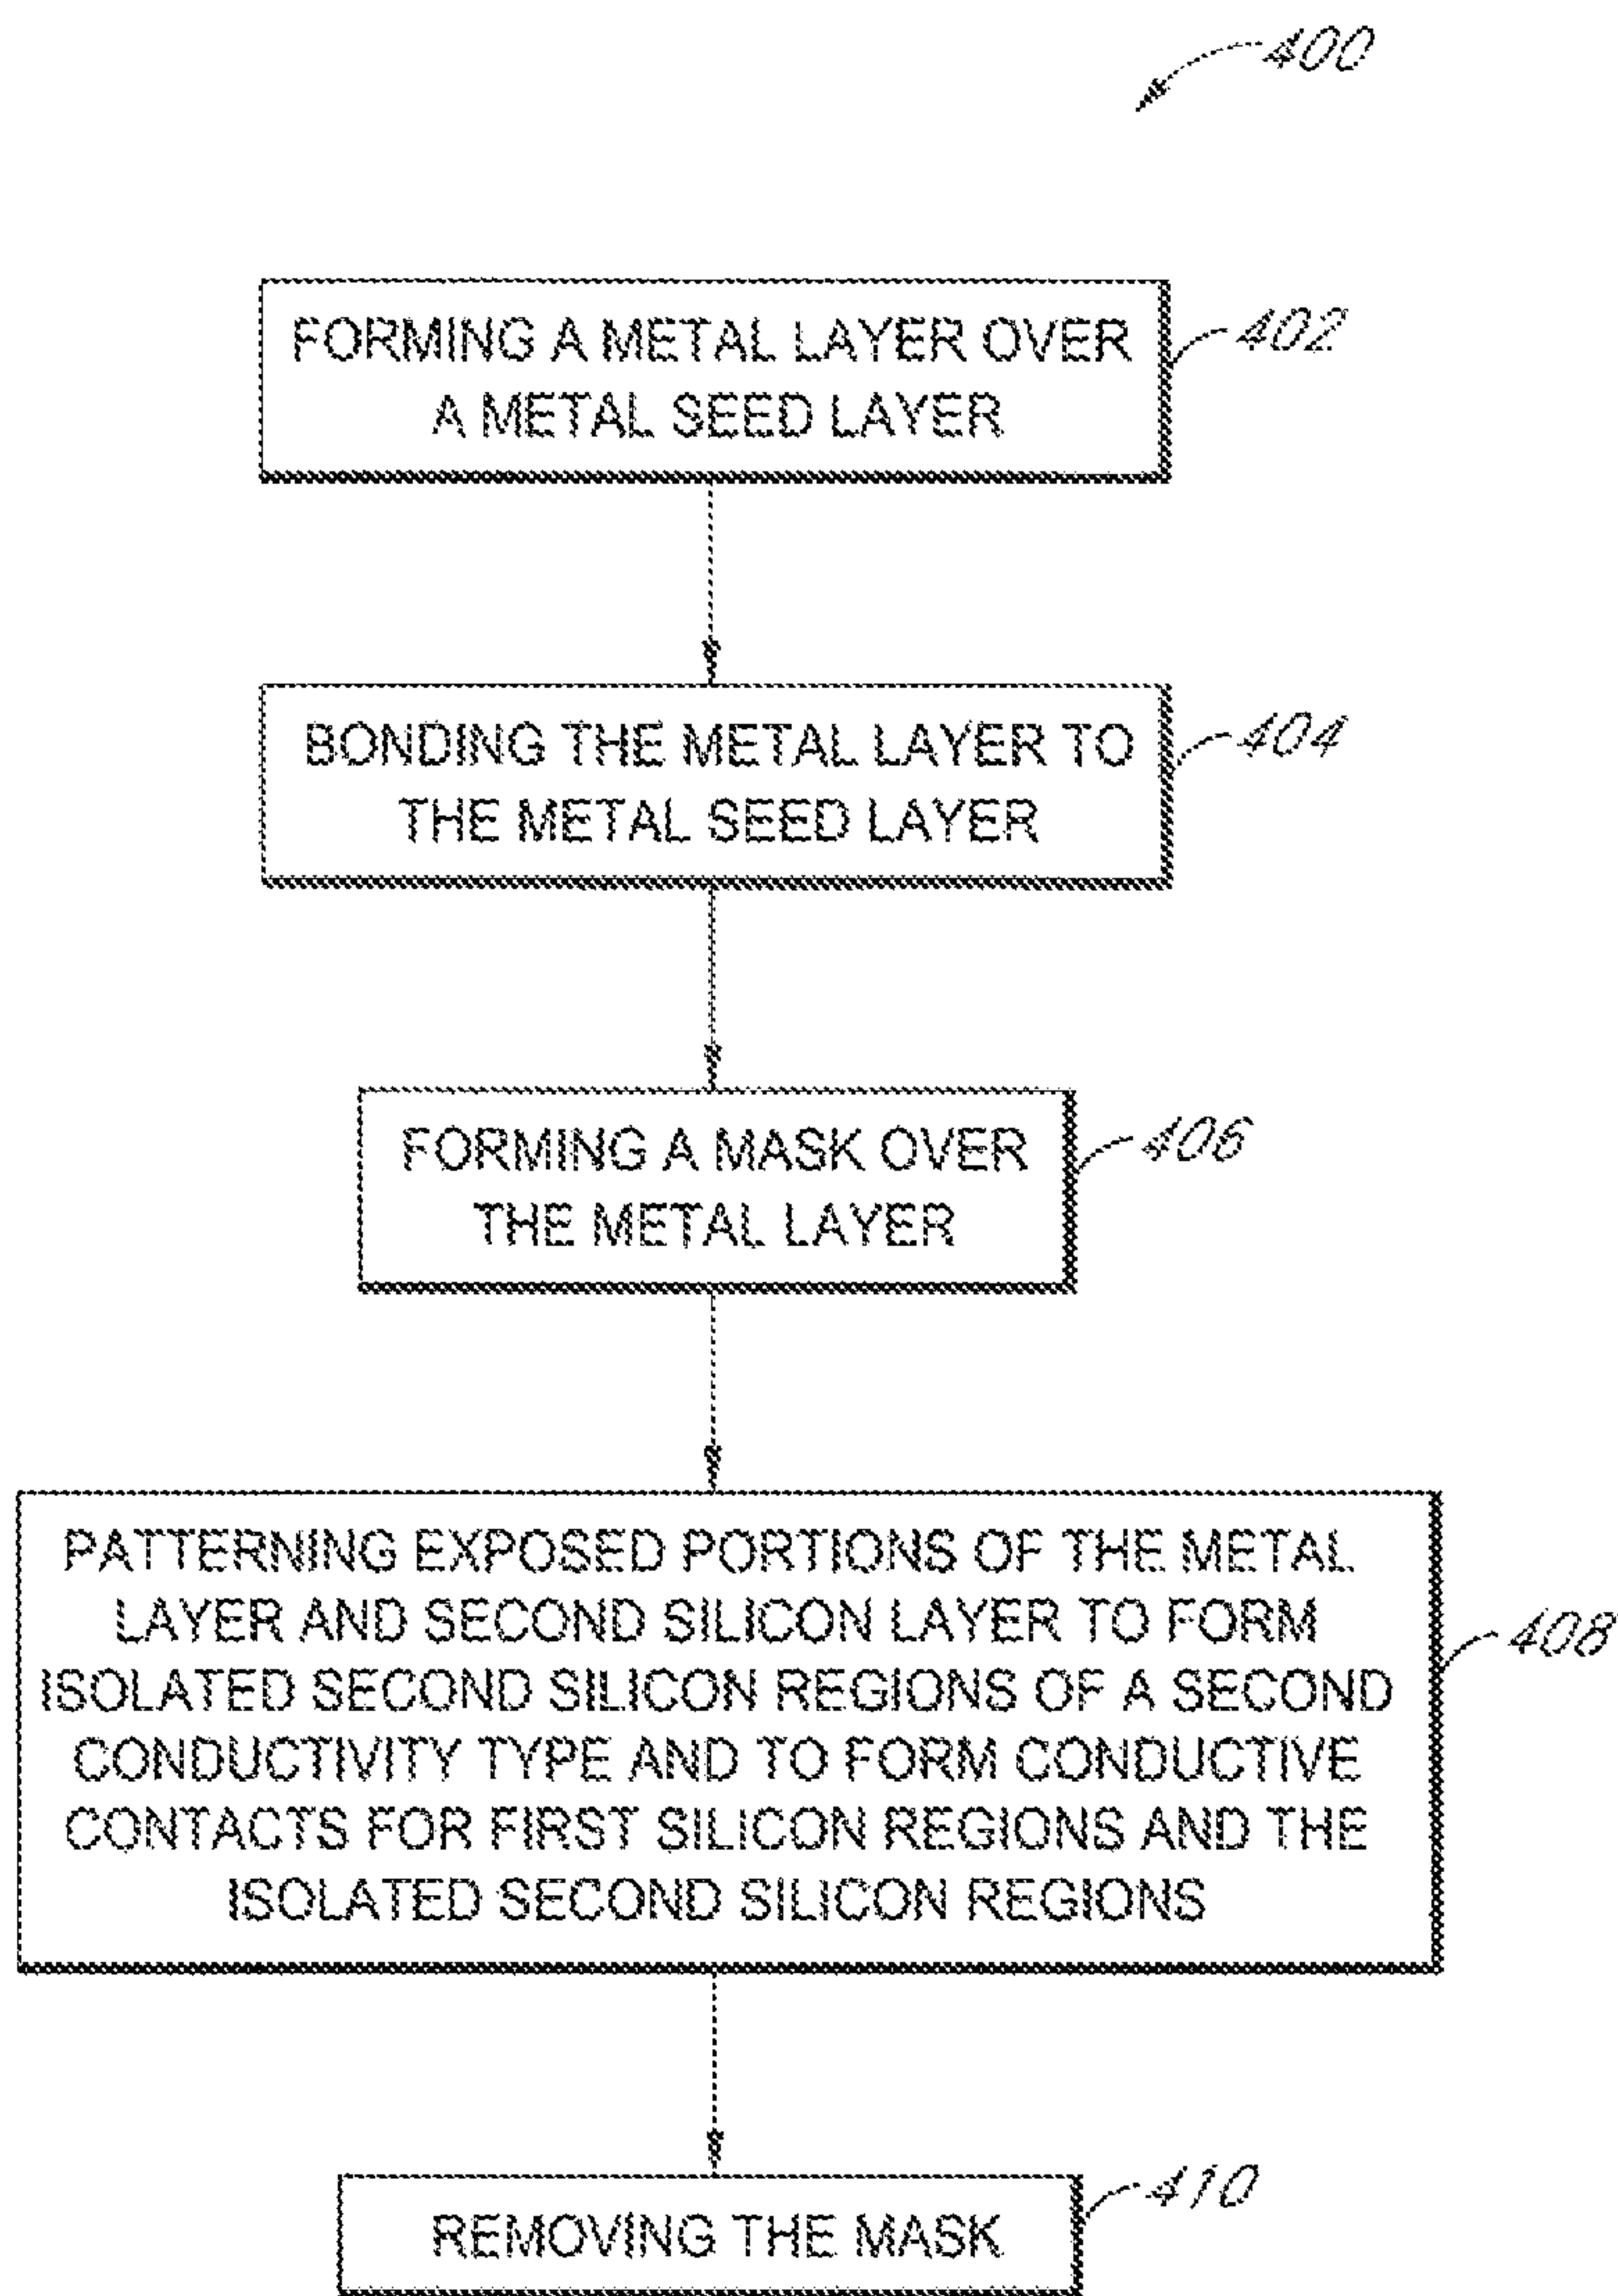 400
FORMING A METAL LAYER OVER
A METAL SEED LAYER
402
BONDING THE METAL LAYER TO
THE METAL SEED LAYER
404
FORMING A MASK OVER
THE METAL LAYER
406
PATTERNING EXPOSED PORTIONS OF THE METAL
LAYER AND SECOND SILICON LAYER TO FORM
ISOLATED SECOND SILICON REGIONS OF A SECOND
CONDUCTIVITY TYPE AND TO FORM CONDUCTIVE
CONTACTS FOR FIRST SILICON REGIONS AND THE
ISOLATED SECOND SILICON REGIONS
408
REMOVING THE MASK
410